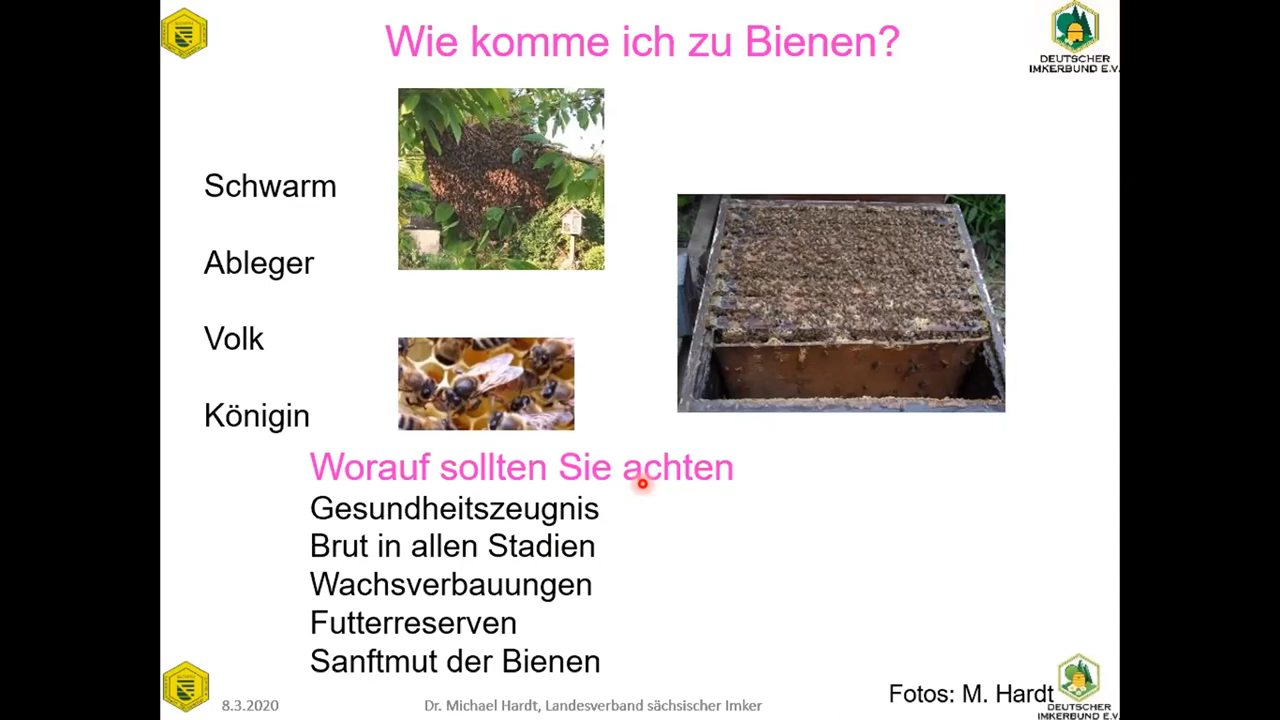 Wie komme ich zu Bienen?
DEUTSCHER
IMKERBUND E.V.
Schwarm
Ableger
Volk
Königin
Worauf sollten Sie achten
Gesundheitszeugnis
Brut in allen Stadien
Wachsverbauungen
Futterreserven
Sanftmut der Bienen
Fotos: M. Hardt
8.3.2020
Dr. Michael Hardt, Landesverband sächsischer Imker
DEUTSCHER
IMKERBUND E.V